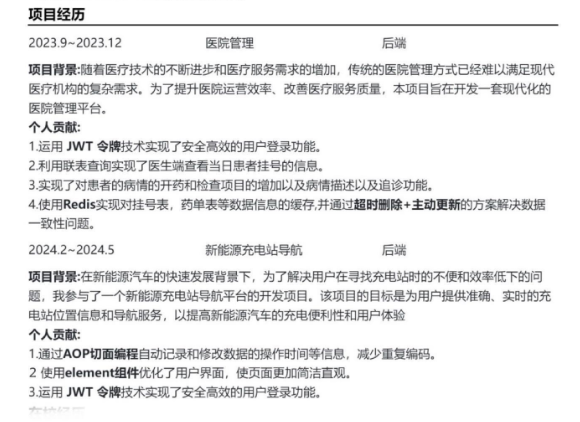 项目经历
2023.9~2023.12 医院管理 后端
项目背景:随着医疗技术的不断进步和医疗服务需求的增加，传统的医院管理方式已经难以满足现代
医疗机构的复杂需求。为了提升医院运营效率、改善医疗服务质量，本项目旨在开发一套现代化的
医院管理平台。
个人贡献:
1.运用 JWT 令牌技术实现了安全高效的用户登录功能。
2.利用联表查询实现了医生端查看当日患者挂号的信息。
3.实现了对患者的病情的开药和检查项目的增加以及病情描述以及追诊功能。
4.使用Redis实现对挂号表，药单表等数据信息的缓存,并通过超时删除+主动更新的方案解决数据
一致性问题。
2024.2~2024.5 新能源充电站导航 后端
项目背景:在新能源汽车的快速发展背景下，为了解决用户在寻找充电站时的不便和效率低下的问
题，我参与了一个新能源充电站导航平台的开发项目。该项目的目标是为用户提供准确、实时的充
电站位置信息和导航服务，以提高新能源汽车的充电便利性和用户体验
个人贡献:
1.通过AOP切面编程自动记录和修改数据的操作时间等信息，减少重复编码。
2 使用element组件优化了用户界面，使页面更加简洁直观。
3.运用 JWT 令牌技术实现了安全高效的用户登录功能。